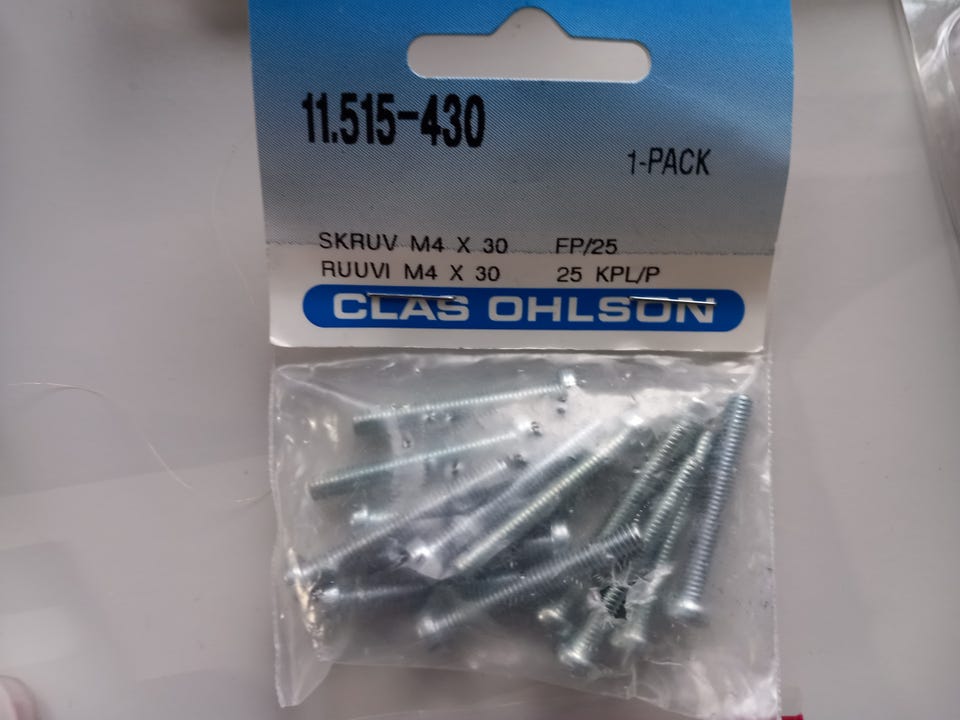 11.515-430
1-PACK
SKRUV M4 X 30 FP/25
RUUVI M4 X 30 25 KPL/P
CLAS OHLSON